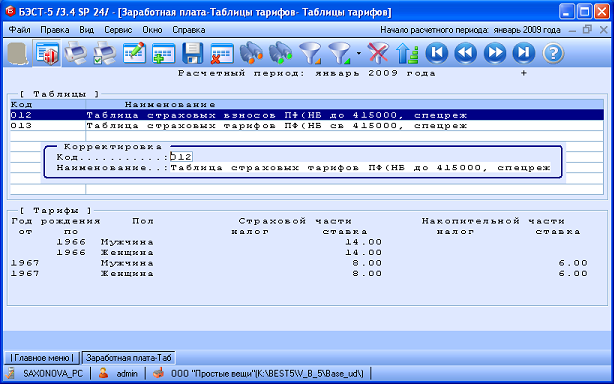 БЭСТ-5 /3.4 SP 24/ - [Заработная плата-Таблицы тарифов- Таблицы тарифов]
Файл Правка Вид Сервис Окно Справка Начало расчетного периода: январь 2009 года
Расчетный период: январь 2009 года +
[ Таблицы ]
Код Наименование
012 Таблица страховых взносов ПФ(НБ до 415000, спецреж
013 Таблица страховых тарифов ПФ(НБ св 415000, спецреж
Корректировка
Код............:012
Наименование..:Таблица страховых тарифов ПФ(НБ до 415000, спецреж
[ Тарифы ]
Год рождения Пол Страховой части Накопительной части
от по налог ставка налог ставка
1966 Мужчина 14.00
1966 Женщина 14.00
1967 Мужчина 8.00 6.00
1967 Женщина 8.00 6.00
| Главное меню | Заработная плата-Таб
SAXONOVA_PC admin ООО "Простые вещи"(K:\BEST5\V_B_5\Base_ud\)